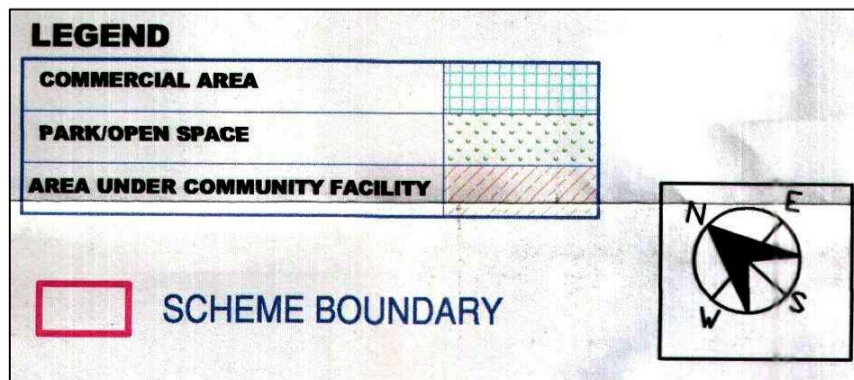 LEGEND
COMMERCIAL AREA
PARK/OPEN SPACE
AREA UNDER COMMUNITY FACILITY
N E
W S
SCHEME BOUNDARY